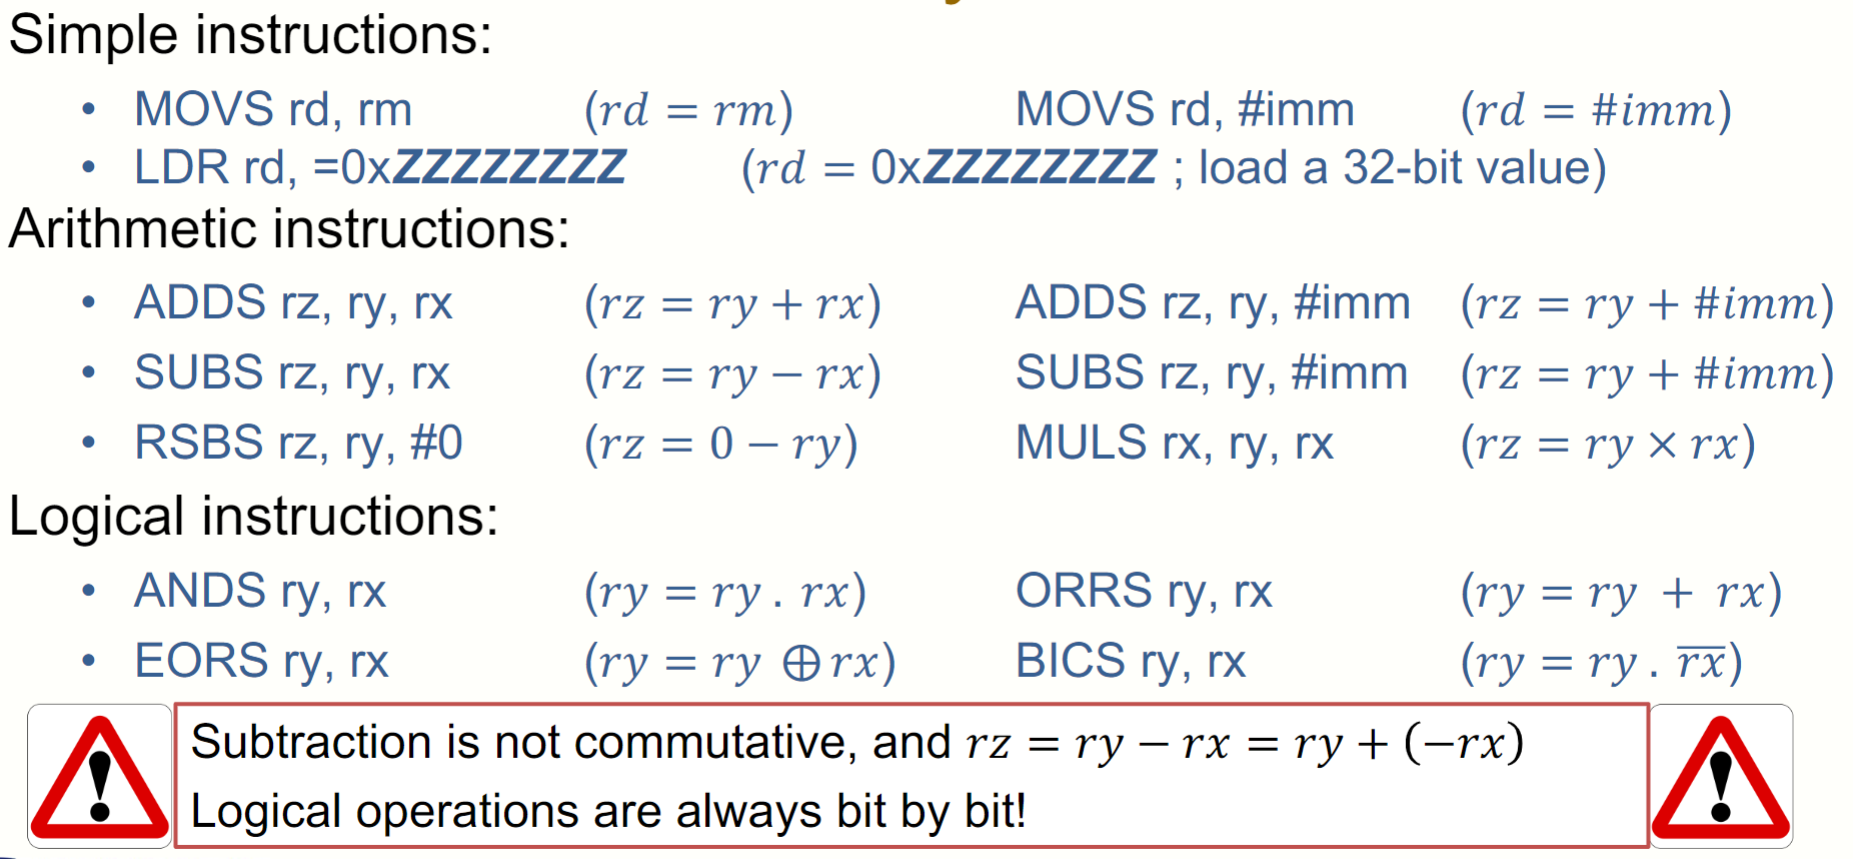 Simple instructions:
• MOVS rd, rm (rd = rm) MOVS rd, #imm (rd = #imm)
• LDR rd, =0xZZZZZZZZ (rd = 0xZZZZZZZZ ; load a 32-bit value)
Arithmetic instructions:
• ADDS rz, ry, rx (rz = ry + rx) ADDS rz, ry, #imm (rz = ry + #imm)
• SUBS rz, ry, rx (rz = ry − rx) SUBS rz, ry, #imm (rz = ry + #imm)
• RSBS rz, ry, #0 (rz = 0 − ry) MULS rx, ry, rx (rz = ry × rx)
Logical instructions:
• ANDS ry, rx (ry = ry . rx) ORRS ry, rx (ry = ry + rx)
• EORS ry, rx (ry = ry ⊕ rx) BICS ry, rx (ry = ry . r̅x̅)
Subtraction is not commutative, and rz = ry − rx = ry + (−rx)
Logical operations are always bit by bit!